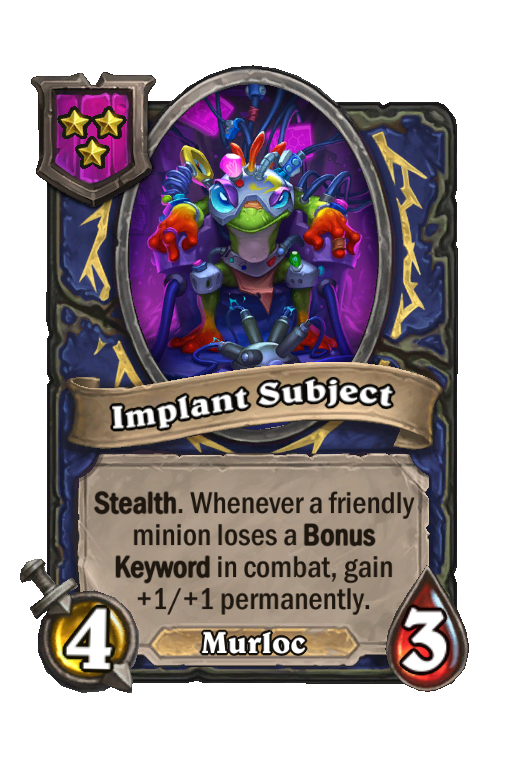 Implant Subject
Stealth. Whenever a friendly
minion loses a Bonus
Keyword in combat, gain
+1/+1 permanently.
4
Murloc
3